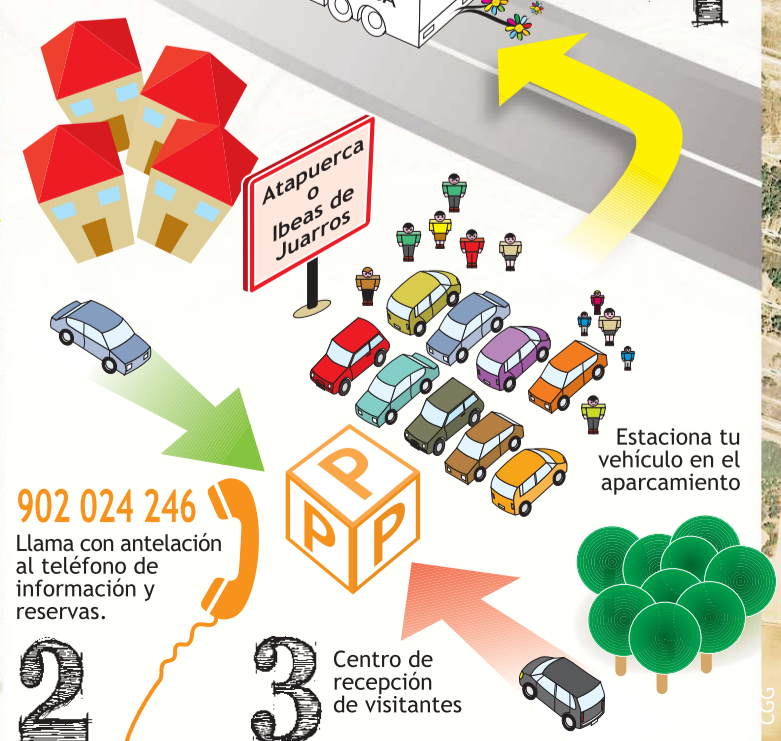 Atapuerca
o
Ibeas de
Juarros
Estaciona tu
vehículo en el
aparcamiento
P
P
P
902 024 246
Llama con antelación
al teléfono de
información y
reservas.
2
3
Centro de
recepción
de visitantes
CGG